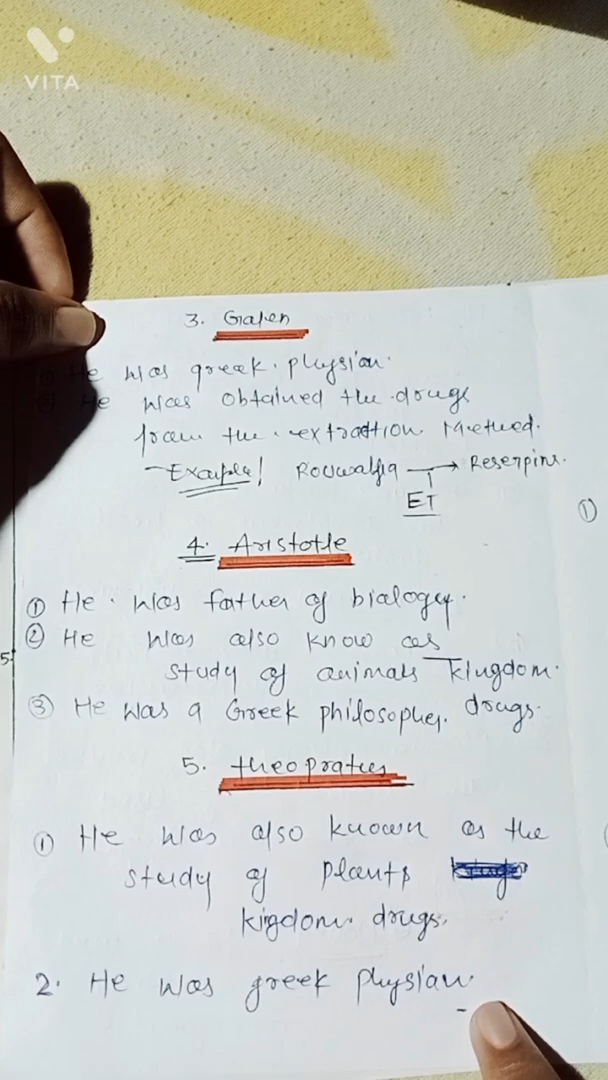 VITA
3. Galen
① He was greek. physian.
② He was obtained the drugs
from the. extraction Method.
Example! Rouwalfia → Reserpine.
ET
①
4. Aristotle
① He. was father of biology.
② He was also know as
5.
study of animals kingdom.
③ He was a Greek philosopher. drugs.
5. theopratus
① He was also known as the
study of plants
kigdom. drugs.
2. He was greek physian.